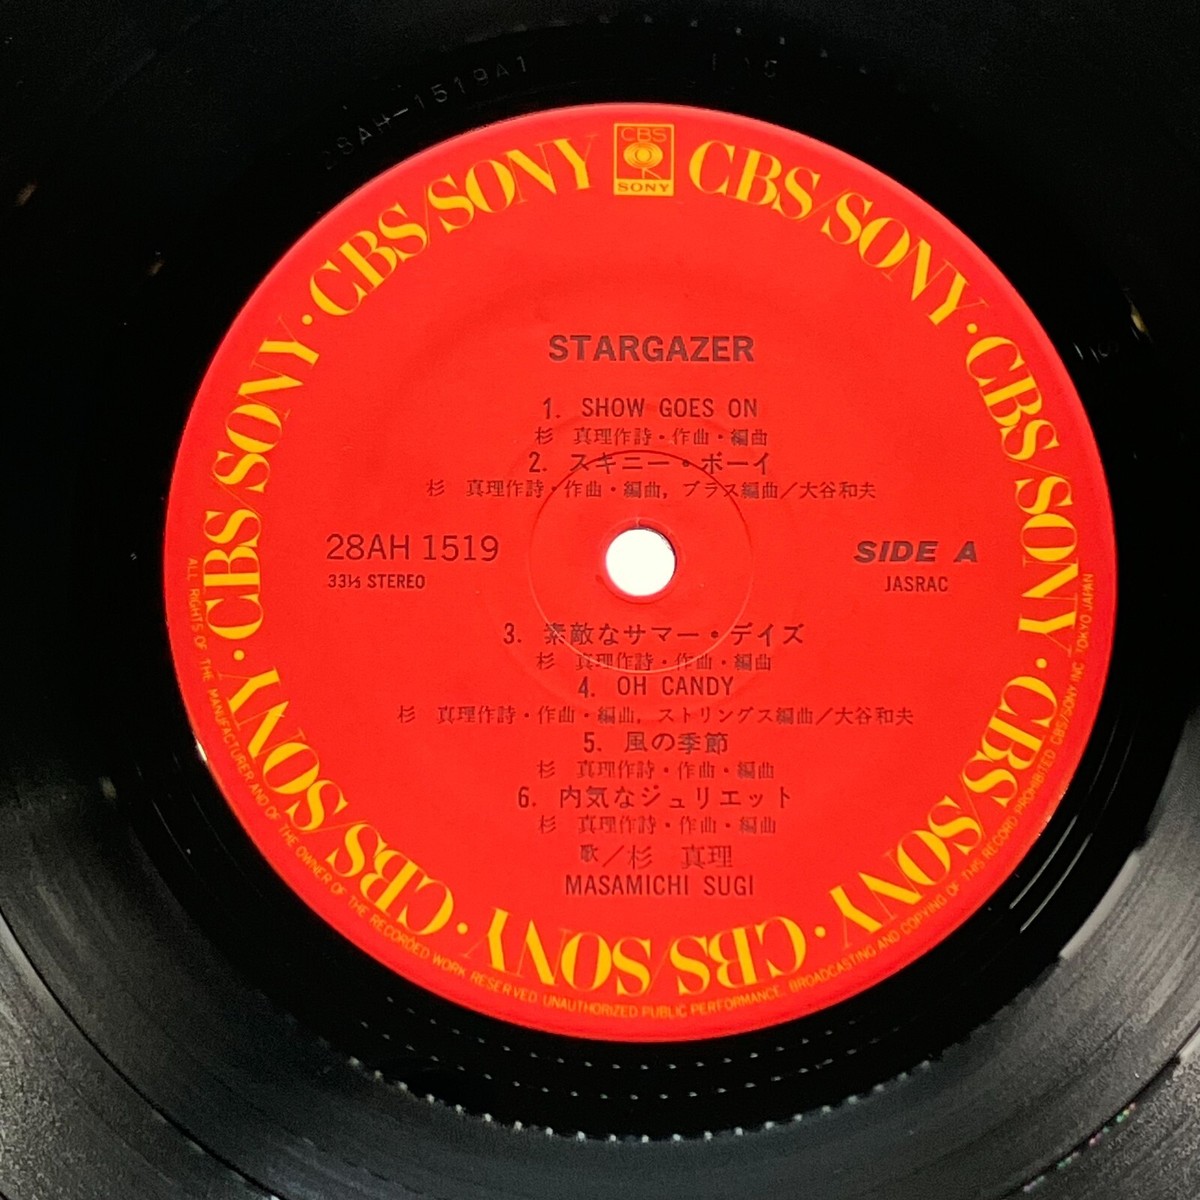 28AH-1519A1
CBS
SONY
CBS/SONY · CBS/SONY · CBS/SONY · CBS/SONY · CBS/SONY · CBS/SONY · CBS/SONY · CBS/SONY
STARGAZER
1. SHOW GOES ON
杉 真理作詩・作曲・編曲
2. スキニー・ボーイ
杉 真理作詩・作曲・編曲, ブラス編曲/大谷和夫
28AH 1519
33⅓ STEREO
SIDE A
JASRAC
3. 素敵なサマー・デイズ
杉 真理作詩・作曲・編曲
4. OH CANDY
杉 真理作詩・作曲・編曲, ストリングス編曲/大谷和夫
5. 風の季節
杉 真理作詩・作曲・編曲
6. 内気なジュリエット
杉 真理作詩・作曲・編曲
歌/杉 真理
MASAMICHI SUGI
ALL RIGHTS OF THE MANUFACTURER AND OF THE OWNER OF THE RECORDED WORK RESERVED. UNAUTHORIZED PUBLIC PERFORMANCE, BROADCASTING AND COPYING OF THIS RECORD PROHIBITED. CBS/SONY INC. TOKYO JAPAN